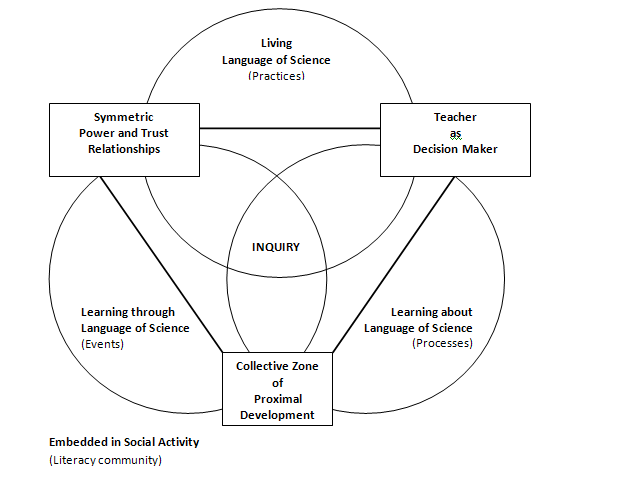 Living
Language of Science
(Practices)
Symmetric
Power and Trust
Relationships
Teacher
as
Decision Maker
INQUIRY
Learning through
Language of Science
(Events)
Learning about
Language of Science
(Processes)
Collective Zone
of
Proximal
Development
Embedded in Social Activity
(Literacy community)